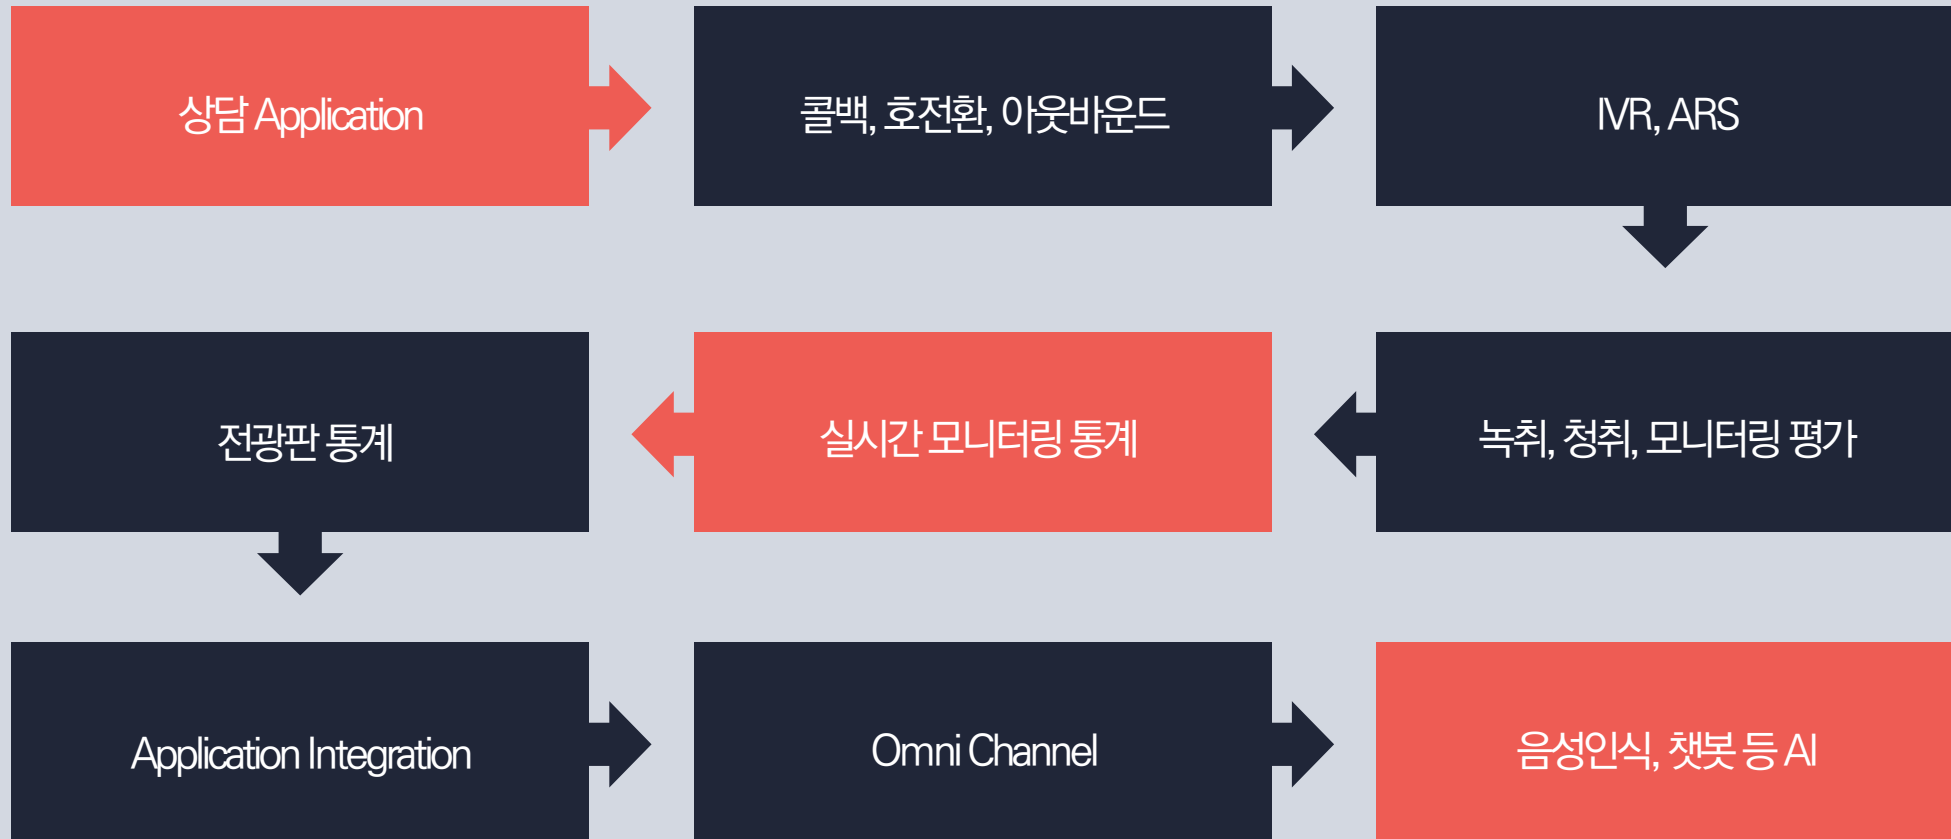 상담 Application
콜백, 호전환, 아웃바운드
IVR, ARS
녹취, 청취, 모니터링 평가
실시간 모니터링 통계
전광판 통계
Application Integration
Omni Channel
음성인식, 챗봇 등 AI